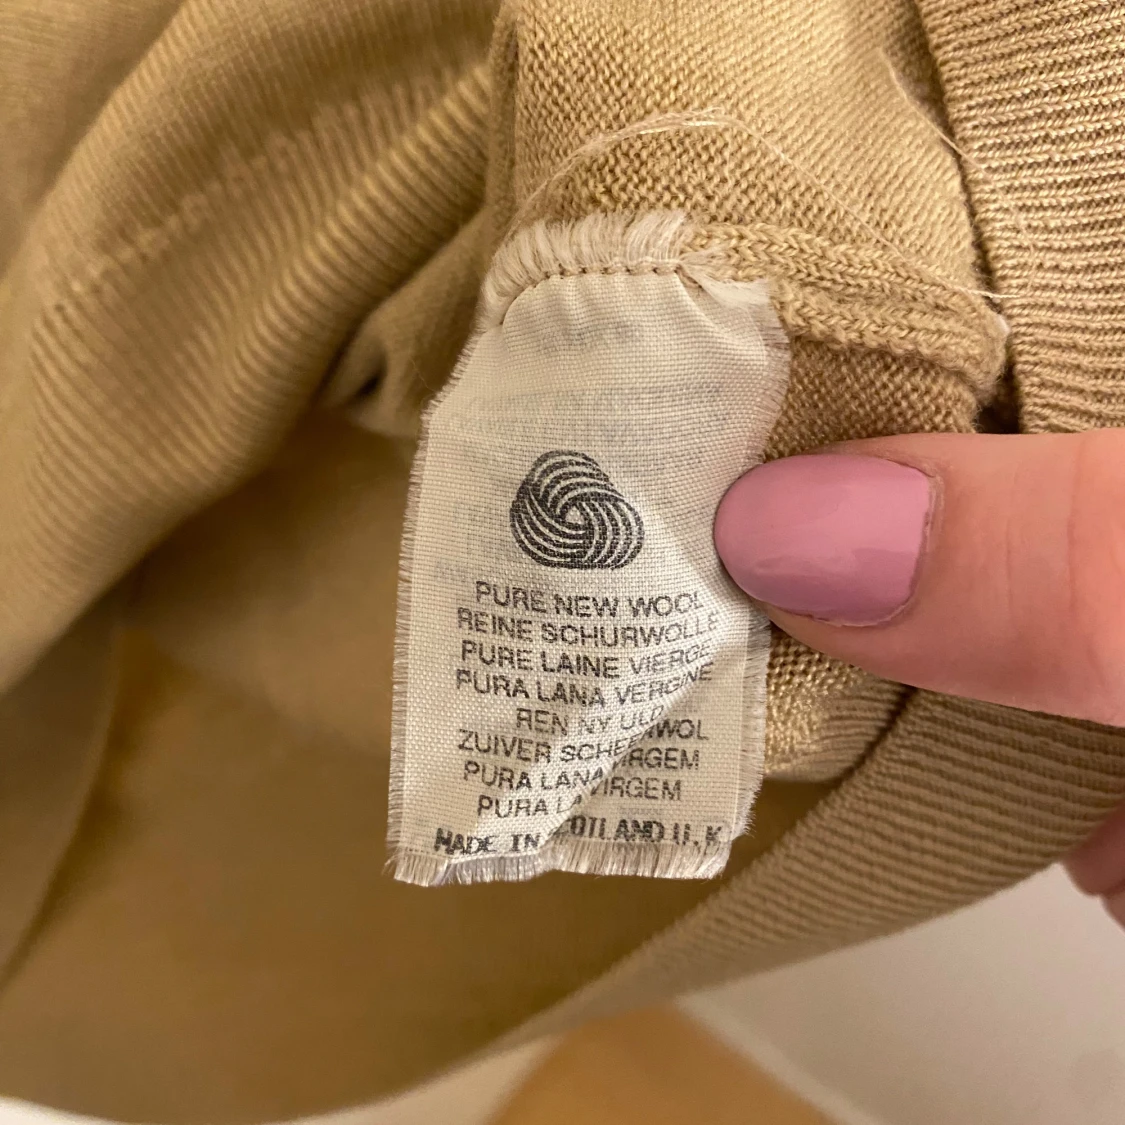 PURE NEW WOOL
REINE SCHURWOLLE
PURE LAINE VIERGE
PURA LANA VERGINE
REN NY ULD
ZUIVER SCHEERWOL
PURA LANA VIRGEM
PURA LA VIRGEM
MADE IN SCOTLAND U.K